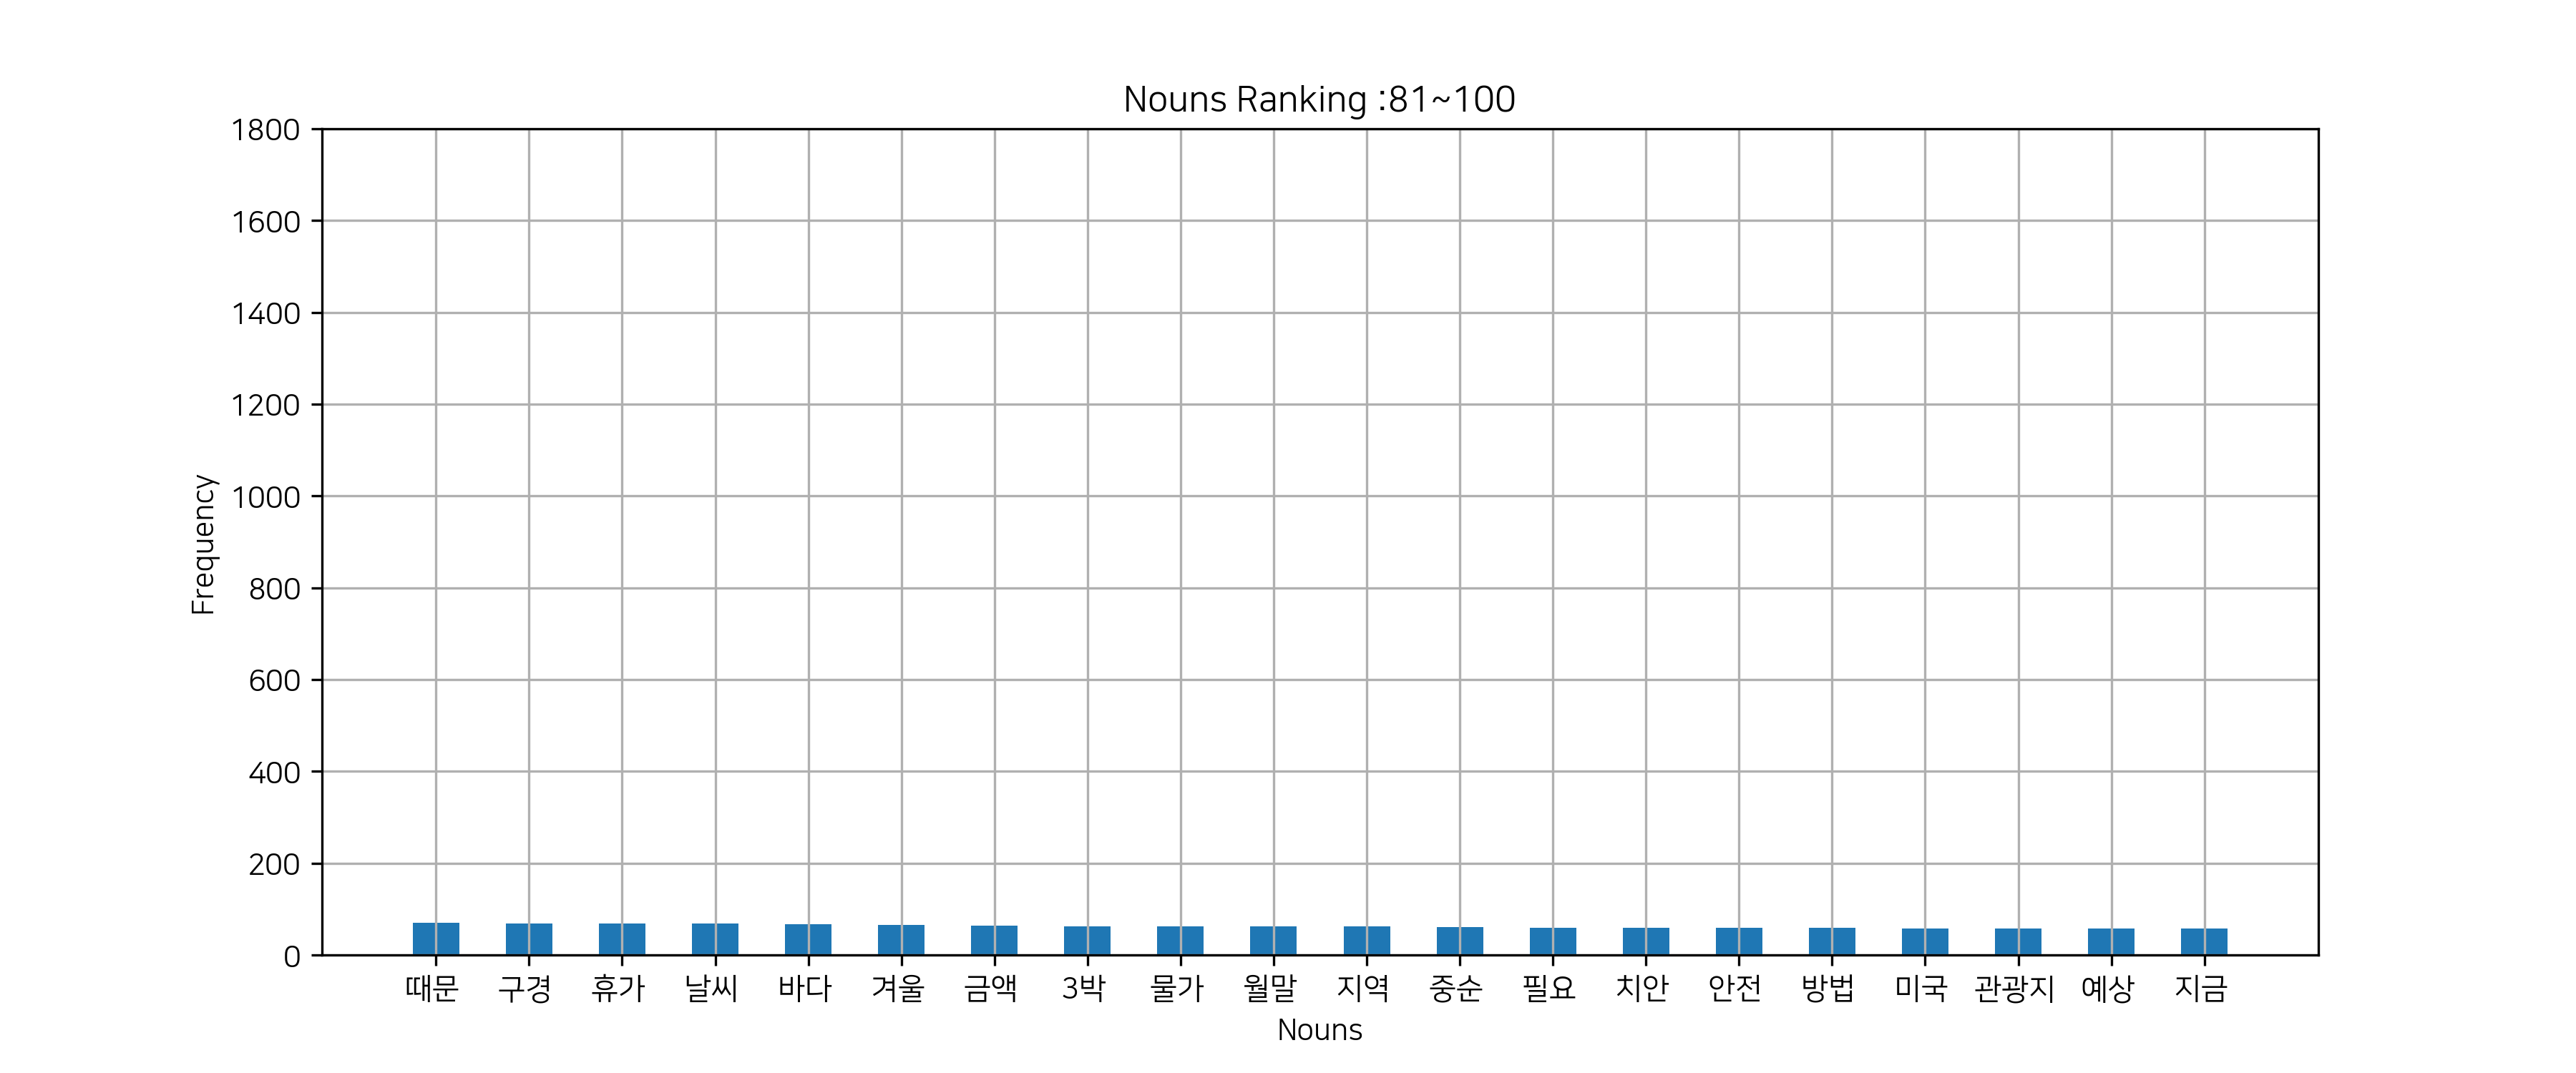 Nouns Ranking :81~100
1800
1600
1400
1200
1000
800
600
400
200
0
Frequency
때문 구경 휴가 날씨 바다 겨울 금액 3박 물가 월말 지역 중순 필요 치안 안전 방법 미국 관광지 예상 지금
Nouns